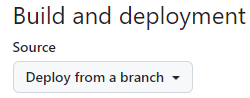 Build and deployment
Source
Deploy from a branch